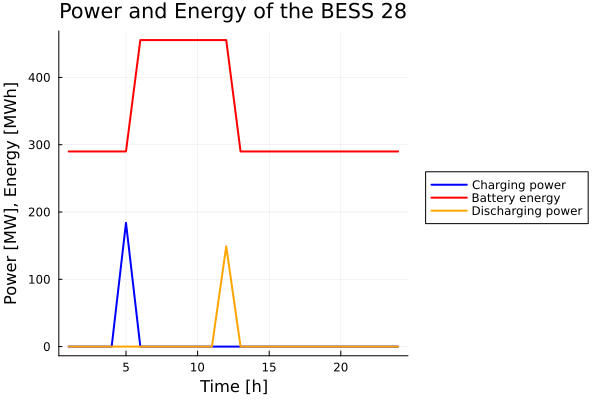 Power and Energy of the BESS 28
Power [MW], Energy [MWh]
400
300
200
100
0
5
10
15
20
Time [h]
Charging power
Battery energy
Discharging power